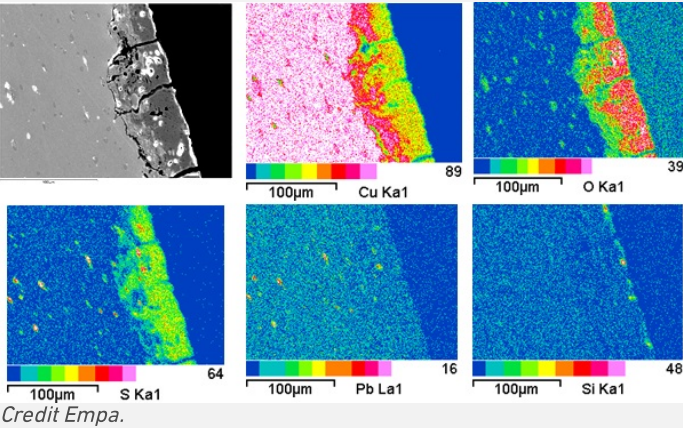 89
100µm Cu Ka1
39
100µm O Ka1
64
100µm S Ka1
16
100µm Pb La1
48
100µm Si Ka1
Credit Empa.